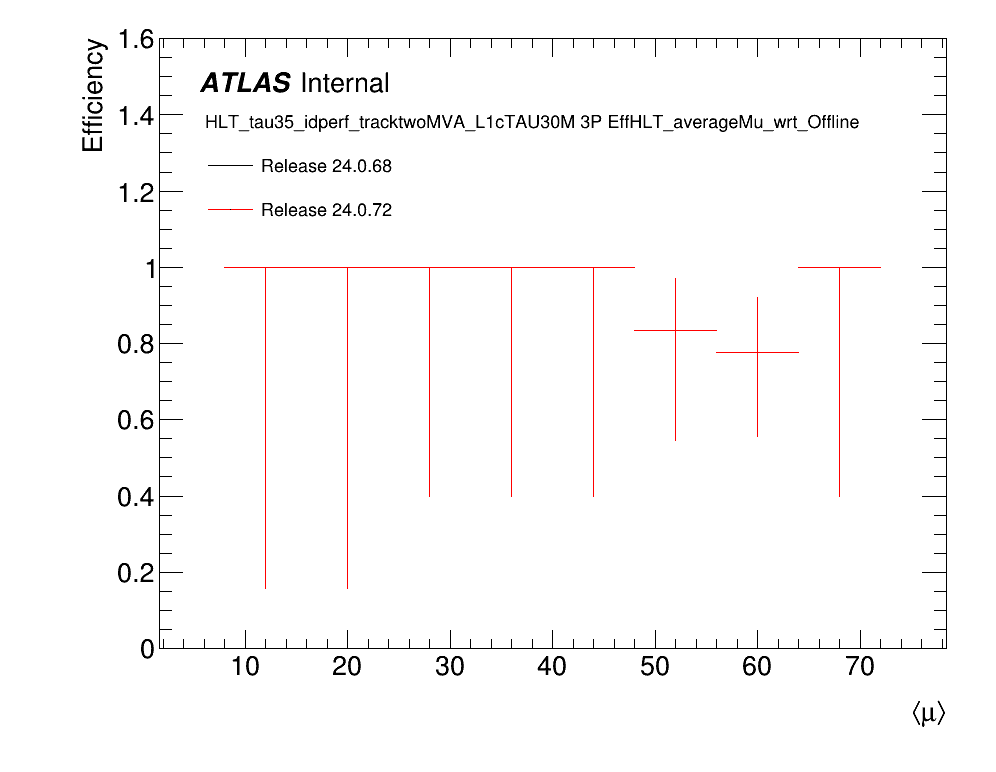 Efficiency
1.6
1.4
1.2
1
0.8
0.6
0.4
0.2
0
ATLAS Internal
HLT_tau35_idperf_tracktwoMVA_L1cTAU30M 3P EffHLT_averageMu_wrt_Offline
Release 24.0.68
Release 24.0.72
10 20 30 40 50 60 70
⟨μ⟩